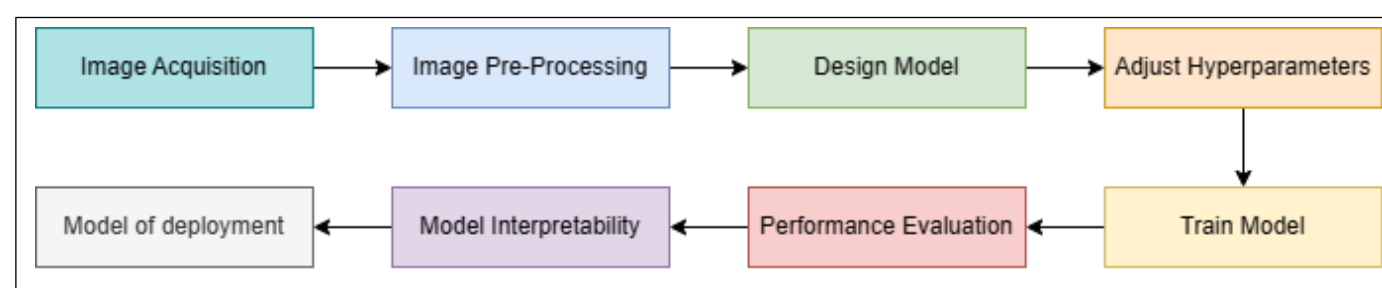 Image Acquisition
Image Pre-Processing
Design Model
Adjust Hyperparameters
Model of deployment
Model Interpretability
Performance Evaluation
Train Model